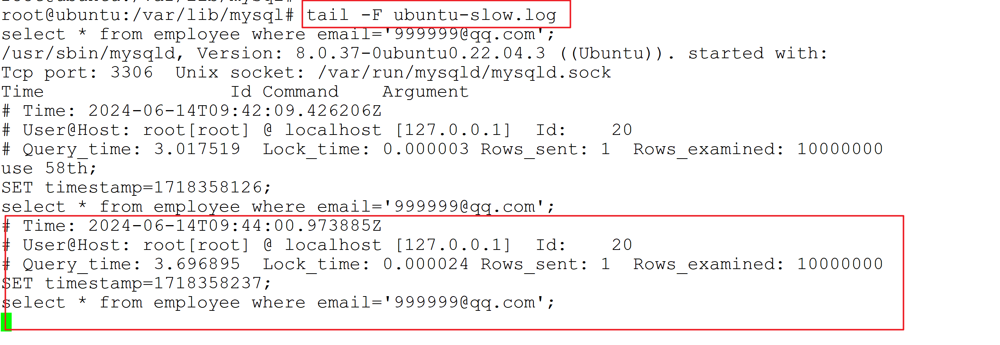 root@ubuntu:/var/lib/mysql#
root@ubuntu:/var/lib/mysql# tail -F ubuntu-slow.log
select * from employee where email='999999@qq.com';
/usr/sbin/mysqld, Version: 8.0.37-0ubuntu0.22.04.3 ((Ubuntu)). started with:
Tcp port: 3306  Unix socket: /var/run/mysqld/mysqld.sock
Time                 Id Command    Argument
# Time: 2024-06-14T09:42:09.426206Z
# User@Host: root[root] @ localhost [127.0.0.1]  Id:    20
# Query_time: 3.017519  Lock_time: 0.000003 Rows_sent: 1  Rows_examined: 10000000
use 58th;
SET timestamp=1718358126;
select * from employee where email='999999@qq.com';
# Time: 2024-06-14T09:44:00.973885Z
# User@Host: root[root] @ localhost [127.0.0.1]  Id:    20
# Query_time: 3.696895  Lock_time: 0.000024 Rows_sent: 1  Rows_examined: 10000000
SET timestamp=1718358237;
select * from employee where email='999999@qq.com';